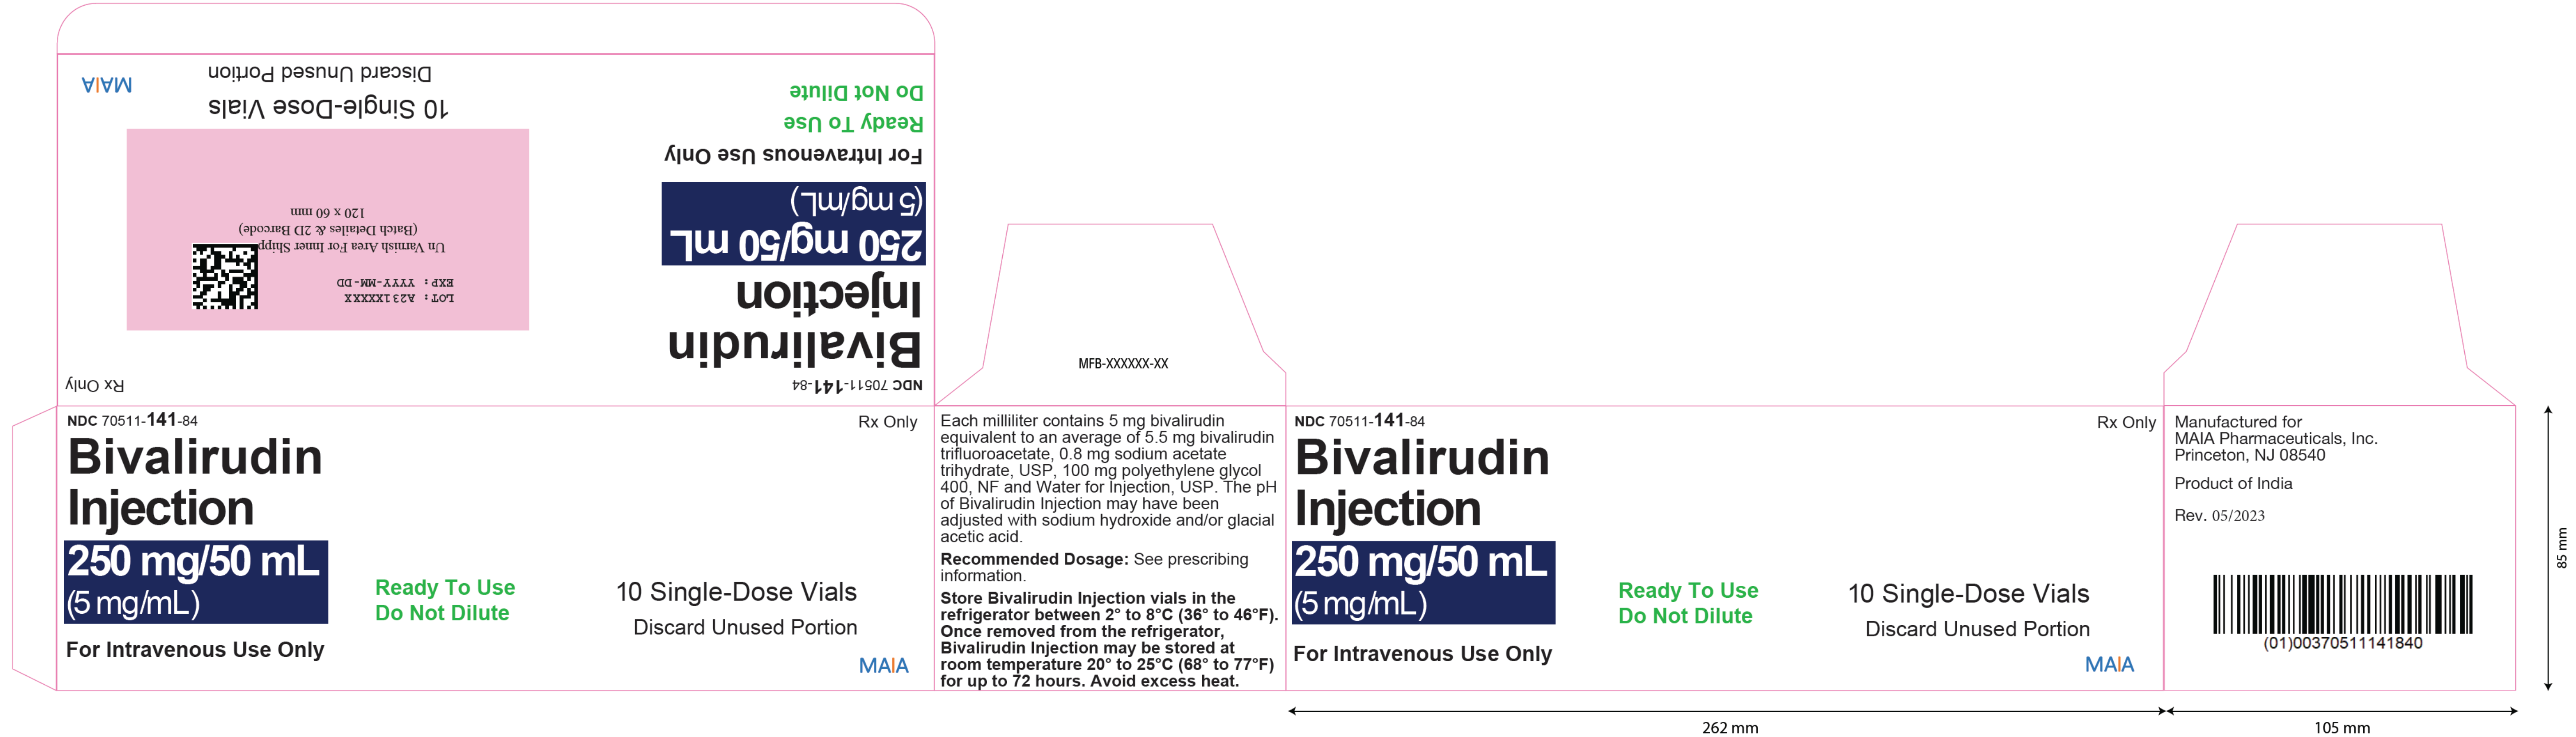 NDC 70511-141-84
Rx Only
Bivalirudin
Injection
250 mg/50 mL
(5 mg/mL)
For Intravenous Use Only
Ready To Use
Do Not Dilute
LOT : A231XXXXX
EXP : YYYY-MM-DD
Un Varnish Area For Inner Shipp
(Batch Detailes & 2D Barcode)
120 x 60 mm
10 Single-Dose Vials
Discard Unused Portion
MAIA
MFB-XXXXXX-XX
NDC 70511-141-84
Rx Only
Bivalirudin
Injection
250 mg/50 mL
(5 mg/mL)
For Intravenous Use Only
Ready To Use
Do Not Dilute
10 Single-Dose Vials
Discard Unused Portion
MAIA
Each milliliter contains 5 mg bivalirudin
equivalent to an average of 5.5 mg bivalirudin
trifluoroacetate, 0.8 mg sodium acetate
trihydrate, USP, 100 mg polyethylene glycol
400, NF and Water for Injection, USP. The pH
of Bivalirudin Injection may have been
adjusted with sodium hydroxide and/or glacial
acetic acid.
Recommended Dosage: See prescribing
information.
Store Bivalirudin Injection vials in the
refrigerator between 2° to 8°C (36° to 46°F).
Once removed from the refrigerator,
Bivalirudin Injection may be stored at
room temperature 20° to 25°C (68° to 77°F)
for up to 72 hours. Avoid excess heat.
NDC 70511-141-84
Rx Only
Bivalirudin
Injection
250 mg/50 mL
(5 mg/mL)
For Intravenous Use Only
Ready To Use
Do Not Dilute
10 Single-Dose Vials
Discard Unused Portion
MAIA
Manufactured for
MAIA Pharmaceuticals, Inc.
Princeton, NJ 08540
Product of India
Rev. 05/2023
(01)00370511141840
85 mm
262 mm
105 mm